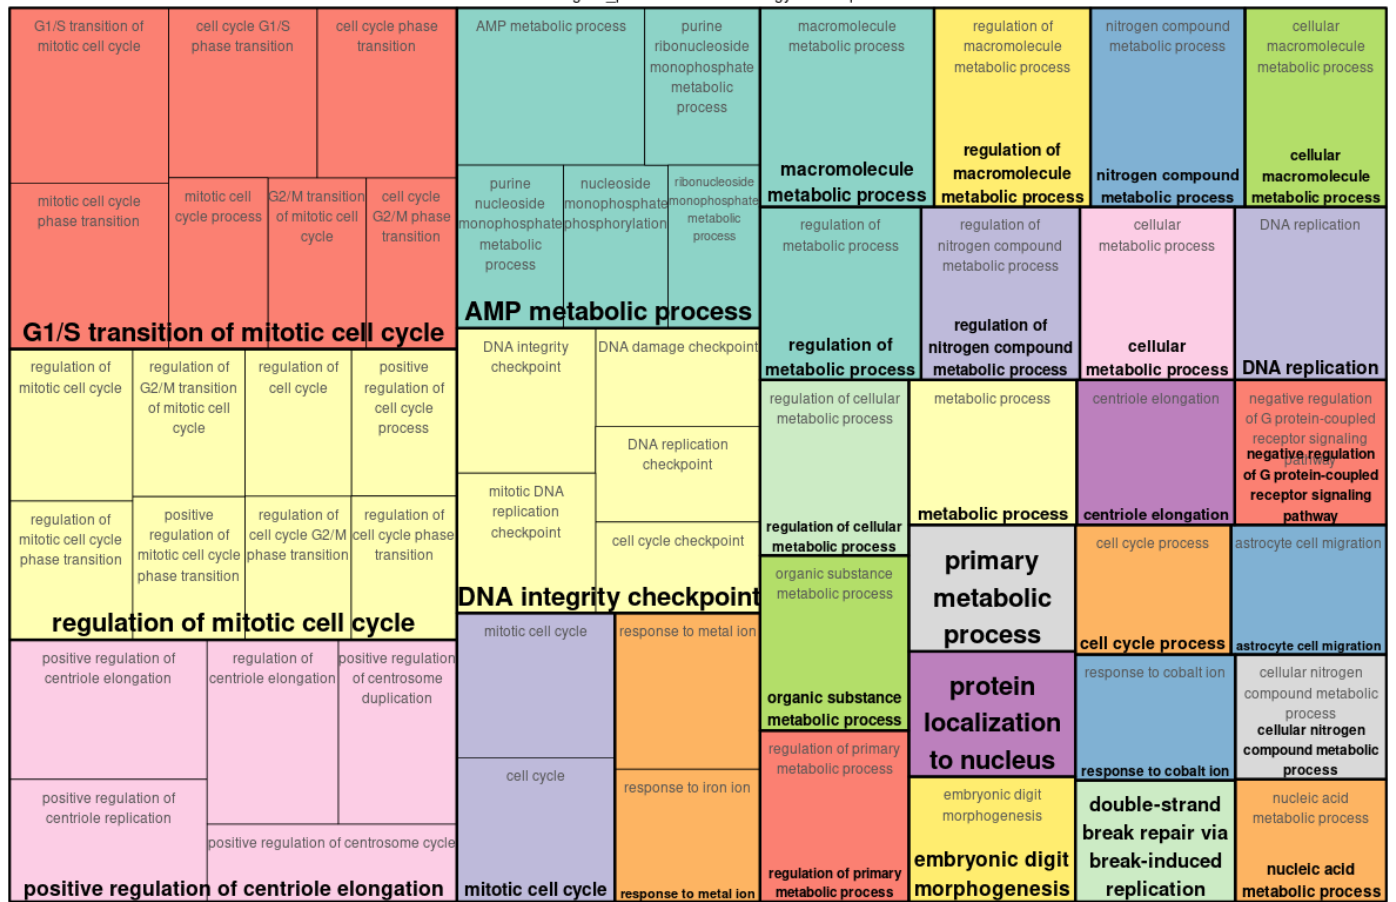 G1/S transition of
mitotic cell cycle
cell cycle G1/S
phase transition
cell cycle phase
transition
mitotic cell cycle
phase transition
mitotic cell
cycle process
G2/M transition
of mitotic cell
cycle
cell cycle
G2/M phase
transition
G1/S transition of mitotic cell cycle
regulation of
mitotic cell cycle
regulation of
G2/M transition
of mitotic cell
cycle
regulation of
cell cycle
positive
regulation of
cell cycle
process
regulation of
mitotic cell cycle
phase transition
positive
regulation of
mitotic cell cycle
phase transition
regulation of
cell cycle G2/M
phase transition
regulation of
cell cycle phase
transition
regulation of mitotic cell cycle
positive regulation of
centriole elongation
regulation of
centriole elongation
positive regulation
of centrosome
duplication
positive regulation of
centriole replication
positive regulation of centrosome cycle
positive regulation of centriole elongation
AMP metabolic process
purine
ribonucleoside
monophosphate
metabolic
process
purine
nucleoside
monophosphate
metabolic
process
nucleoside
monophosphate
phosphorylation
ribonucleoside
monophosphate
metabolic
process
AMP metabolic process
DNA integrity
checkpoint
DNA damage checkpoint
DNA replication
checkpoint
mitotic DNA
replication
checkpoint
cell cycle checkpoint
DNA integrity checkpoint
mitotic cell cycle
cell cycle
mitotic cell cycle
response to metal ion
response to iron ion
response to metal ion
macromolecule
metabolic process
macromolecule
metabolic process
regulation of
macromolecule
metabolic process
regulation of
macromolecule
metabolic process
nitrogen compound
metabolic process
nitrogen compound
metabolic process
cellular
macromolecule
metabolic process
cellular
macromolecule
metabolic process
regulation of
metabolic process
regulation of
metabolic process
regulation of
nitrogen compound
metabolic process
regulation of
nitrogen compound
metabolic process
cellular
metabolic process
cellular
metabolic process
DNA replication
DNA replication
regulation of cellular
metabolic process
regulation of cellular
metabolic process
metabolic process
metabolic process
centriole elongation
centriole elongation
negative regulation
of G protein-coupled
receptor signaling
pathway
negative regulation
of G protein-coupled
receptor signaling
pathway
organic substance
metabolic process
organic substance
metabolic process
primary
metabolic
process
cell cycle process
cell cycle process
astrocyte cell migration
astrocyte cell migration
protein
localization
to nucleus
response to cobalt ion
response to cobalt ion
cellular nitrogen
compound metabolic
process
cellular nitrogen
compound metabolic
process
regulation of primary
metabolic process
regulation of primary
metabolic process
embryonic digit
morphogenesis
embryonic digit
morphogenesis
double-strand
break repair via
break-induced
replication
nucleic acid
metabolic process
nucleic acid
metabolic process